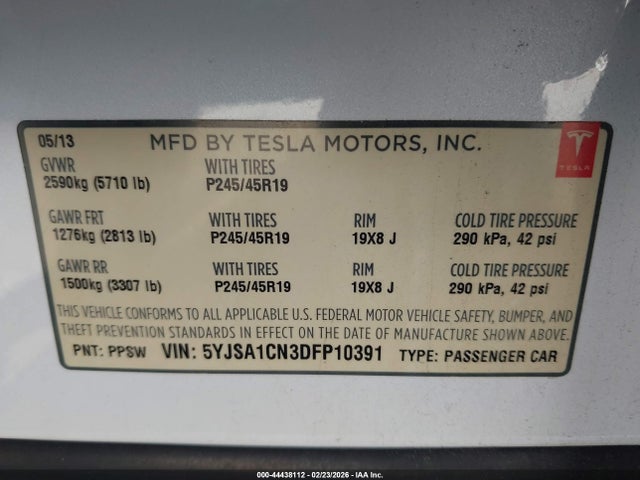 05/13 MFD BY TESLA MOTORS, INC.
TESLA
GVWR WITH TIRES
2590kg (5710 lb) P245/45R19
GAWR FRT WITH TIRES RIM COLD TIRE PRESSURE
1276kg (2813 lb) P245/45R19 19X8 J 290 kPa, 42 psi
GAWR RR WITH TIRES RIM COLD TIRE PRESSURE
1500kg (3307 lb) P245/45R19 19X8 J 290 kPa, 42 psi
THIS VEHICLE CONFORMS TO ALL APPLICABLE U.S. FEDERAL MOTOR VEHICLE SAFETY, BUMPER, AND
THEFT PREVENTION STANDARDS IN EFFECT ON THE DATE OF MANUFACTURE SHOWN ABOVE.
PNT: PPSW VIN: 5YJSA1CN3DFP10391 TYPE: PASSENGER CAR
000-44438112 - 02/23/2026 - IAA Inc.